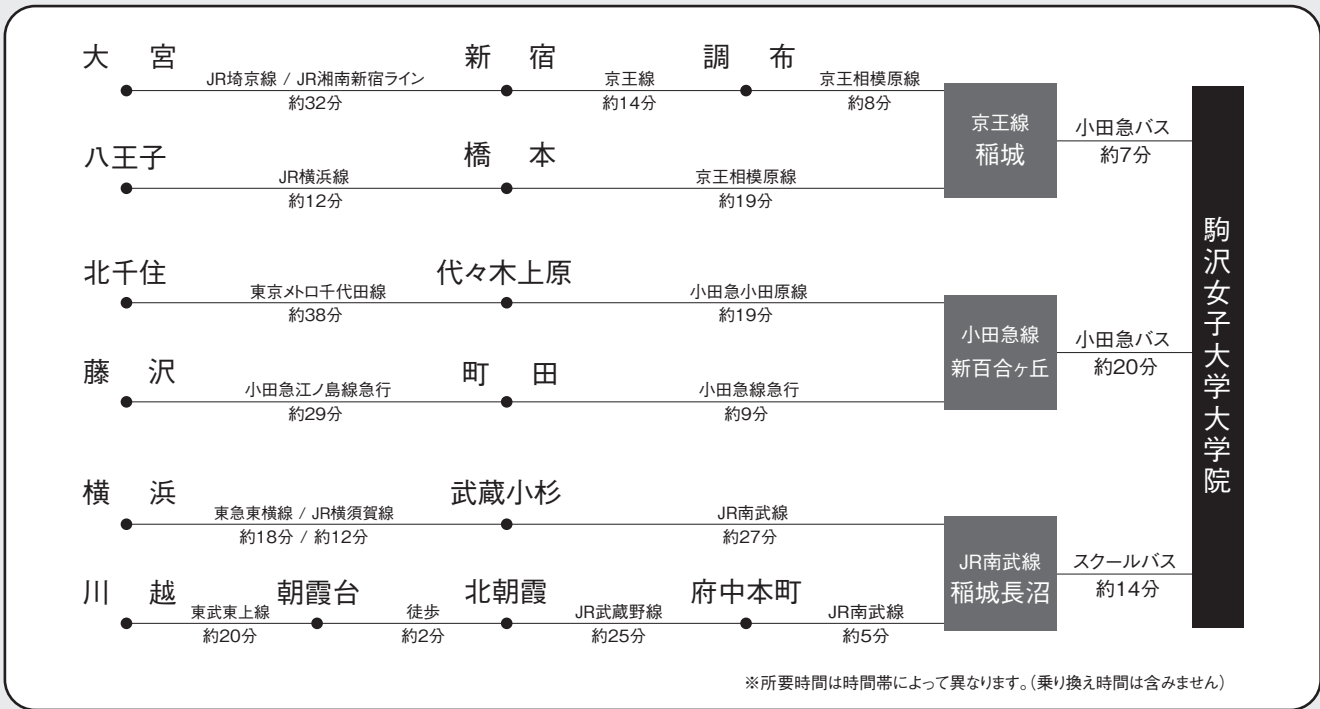 大宮
JR埼京線 / JR湘南新宿ライン
約32分
新宿
京王線
約14分
調布
京王相模原線
約8分
八王子
JR横浜線
約12分
橋本
京王相模原線
約19分
京王線
稲城
小田急バス
約7分
北千住
東京メトロ千代田線
約38分
代々木上原
小田急小田原線
約19分
藤沢
小田急江ノ島線急行
約29分
町田
小田急線急行
約9分
小田急線
新百合ヶ丘
小田急バス
約20分
横浜
東急東横線 / JR横須賀線
約18分 / 約12分
武蔵小杉
JR南武線
約27分
川越
東武東上線
約20分
朝霞台
徒歩
約2分
北朝霞
JR武蔵野線
約25分
府中本町
JR南武線
約5分
JR南武線
稲城長沼
スクールバス
約14分
駒沢女子大学大学院
※所要時間は時間帯によって異なります。(乗り換え時間は含みません)